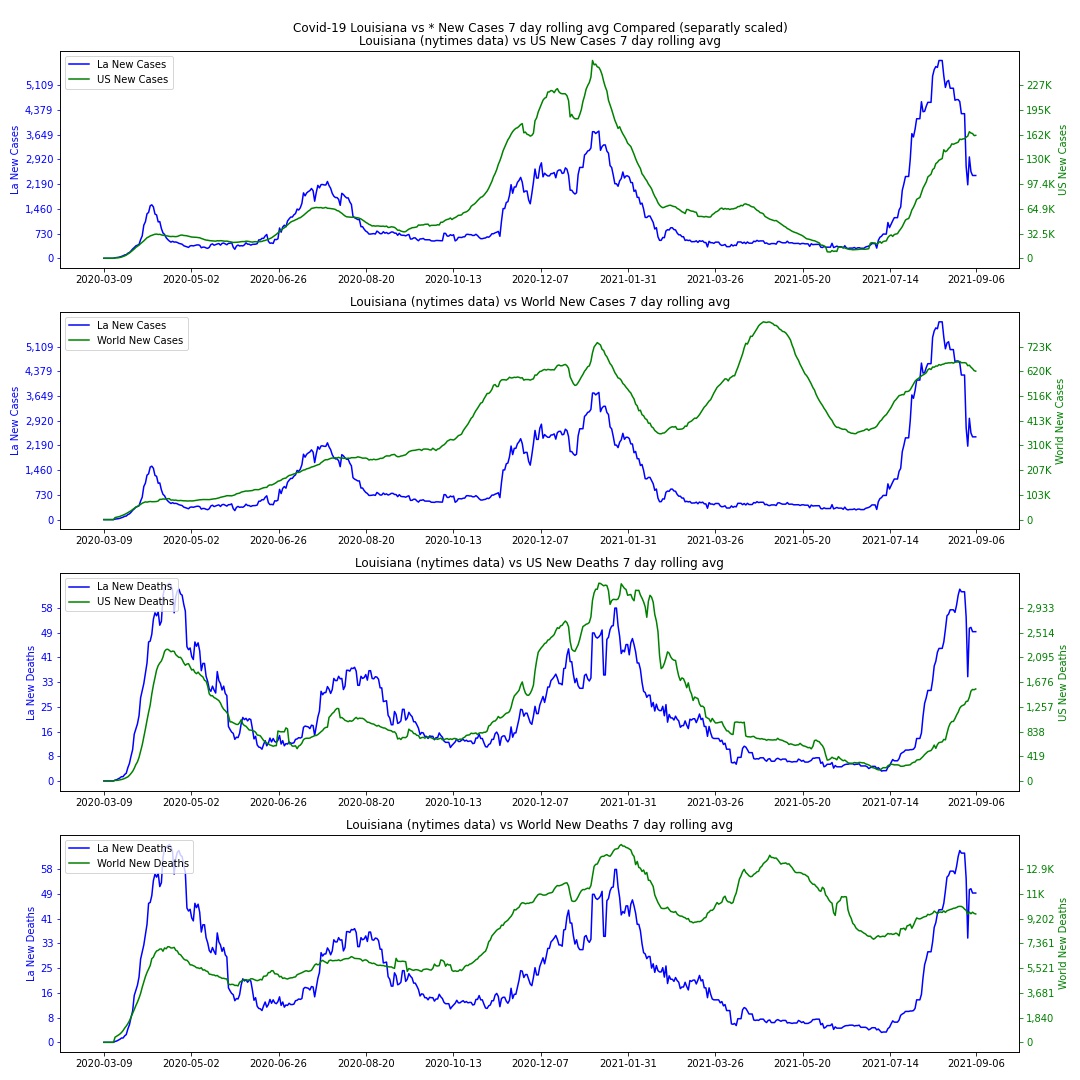 Covid-19 Louisiana vs * New Cases 7 day rolling avg Compared (separatly scaled)
Louisiana (nytimes data) vs US New Cases 7 day rolling avg
La New Cases
US New Cases
5,109
4,379
3,649
2,920
2,190
1,460
730
0
La New Cases
227K
195K
162K
130K
97.4K
64.9K
32.5K
0
US New Cases
2020-03-09 2020-05-02 2020-06-26 2020-08-20 2020-10-13 2020-12-07 2021-01-31 2021-03-26 2021-05-20 2021-07-14 2021-09-06
Louisiana (nytimes data) vs World New Cases 7 day rolling avg
La New Cases
World New Cases
5,109
4,379
3,649
2,920
2,190
1,460
730
0
La New Cases
723K
620K
516K
413K
310K
207K
103K
0
World New Cases
2020-03-09 2020-05-02 2020-06-26 2020-08-20 2020-10-13 2020-12-07 2021-01-31 2021-03-26 2021-05-20 2021-07-14 2021-09-06
Louisiana (nytimes data) vs US New Deaths 7 day rolling avg
La New Deaths
US New Deaths
58
49
41
33
25
16
8
0
La New Deaths
2,933
2,514
2,095
1,676
1,257
838
419
0
US New Deaths
2020-03-09 2020-05-02 2020-06-26 2020-08-20 2020-10-13 2020-12-07 2021-01-31 2021-03-26 2021-05-20 2021-07-14 2021-09-06
Louisiana (nytimes data) vs World New Deaths 7 day rolling avg
La New Deaths
World New Deaths
58
49
41
33
25
16
8
0
La New Deaths
12.9K
11K
9,202
7,361
5,521
3,681
1,840
0
World New Deaths
2020-03-09 2020-05-02 2020-06-26 2020-08-20 2020-10-13 2020-12-07 2021-01-31 2021-03-26 2021-05-20 2021-07-14 2021-09-06